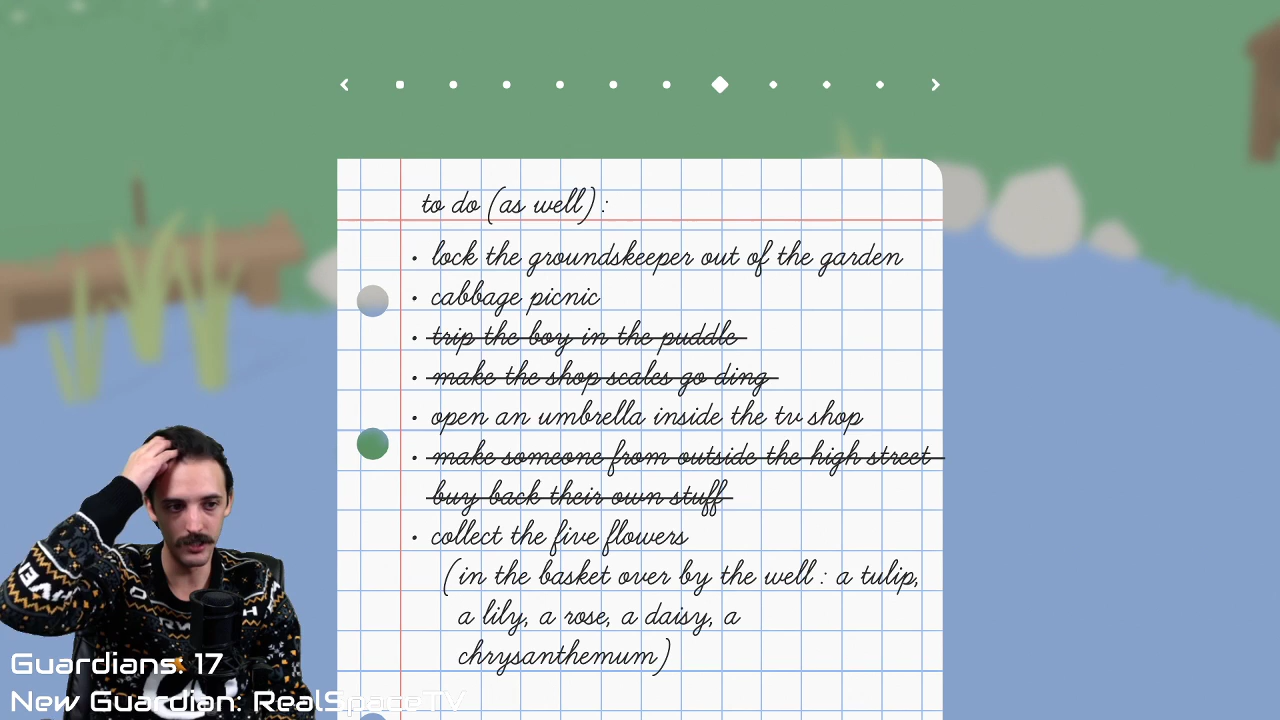 to do (as well) :
• lock the groundskeeper out of the garden
• cabbage picnic
• trip the boy in the puddle
• make the shop scales go ding
• open an umbrella inside the tv shop
• make someone from outside the high street
buy back their own stuff
• collect the five flowers
(in the basket over by the well : a tulip,
a lily, a rose, a daisy, a
chrysanthemum)
Guardians: 17
New Guardian: RealSpaceTV